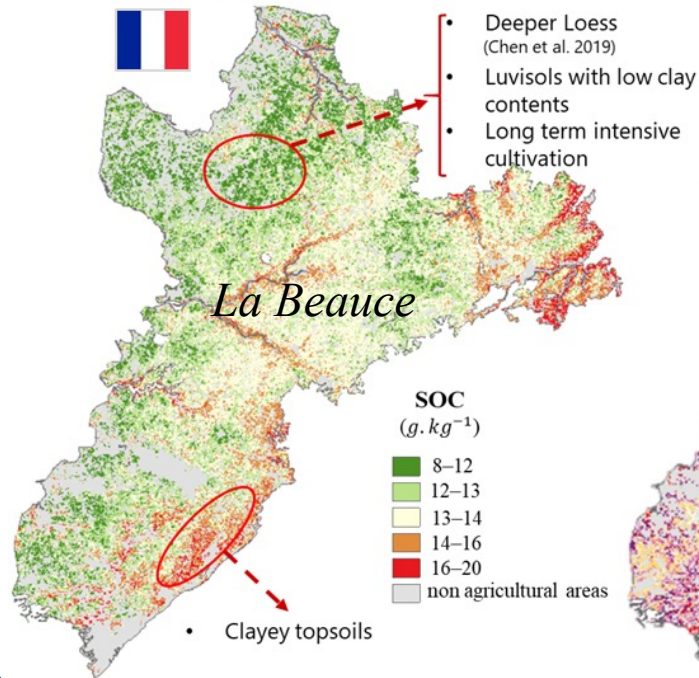 • Deeper Loess
(Chen et al. 2019)
• Luvisols with low clay
contents
• Long term intensive
cultivation
La Beauce
SOC
(g.kg⁻¹)
8–12
12–13
13–14
14–16
16–20
non agricultural areas
• Clayey topsoils